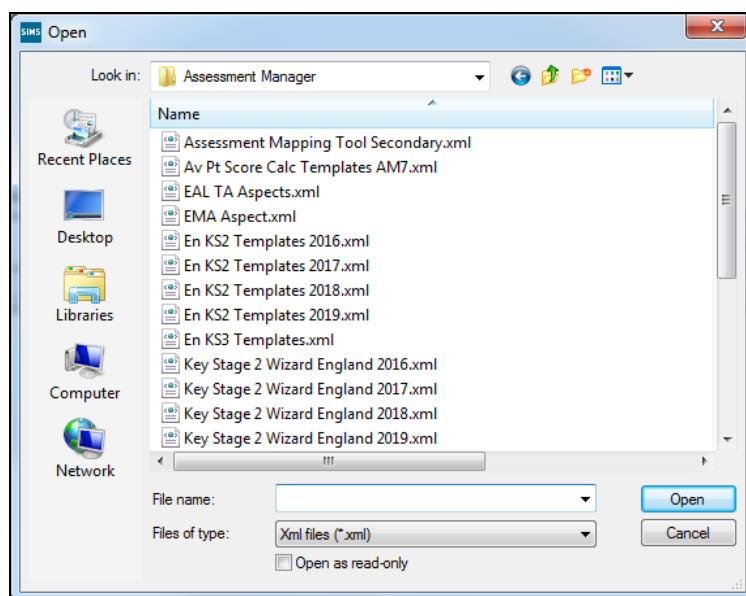 SIMS Open
Look in: Assessment Manager
Name
Assessment Mapping Tool Secondary.xml
Av Pt Score Calc Templates AM7.xml
EAL TA Aspects.xml
EMA Aspect.xml
En KS2 Templates 2016.xml
En KS2 Templates 2017.xml
En KS2 Templates 2018.xml
En KS2 Templates 2019.xml
En KS3 Templates.xml
Key Stage 2 Wizard England 2016.xml
Key Stage 2 Wizard England 2017.xml
Key Stage 2 Wizard England 2018.xml
Key Stage 2 Wizard England 2019.xml
Recent Places
Desktop
Libraries
Computer
Network
File name:
Open
Files of type: Xml files (*.xml)
Cancel
Open as read-only